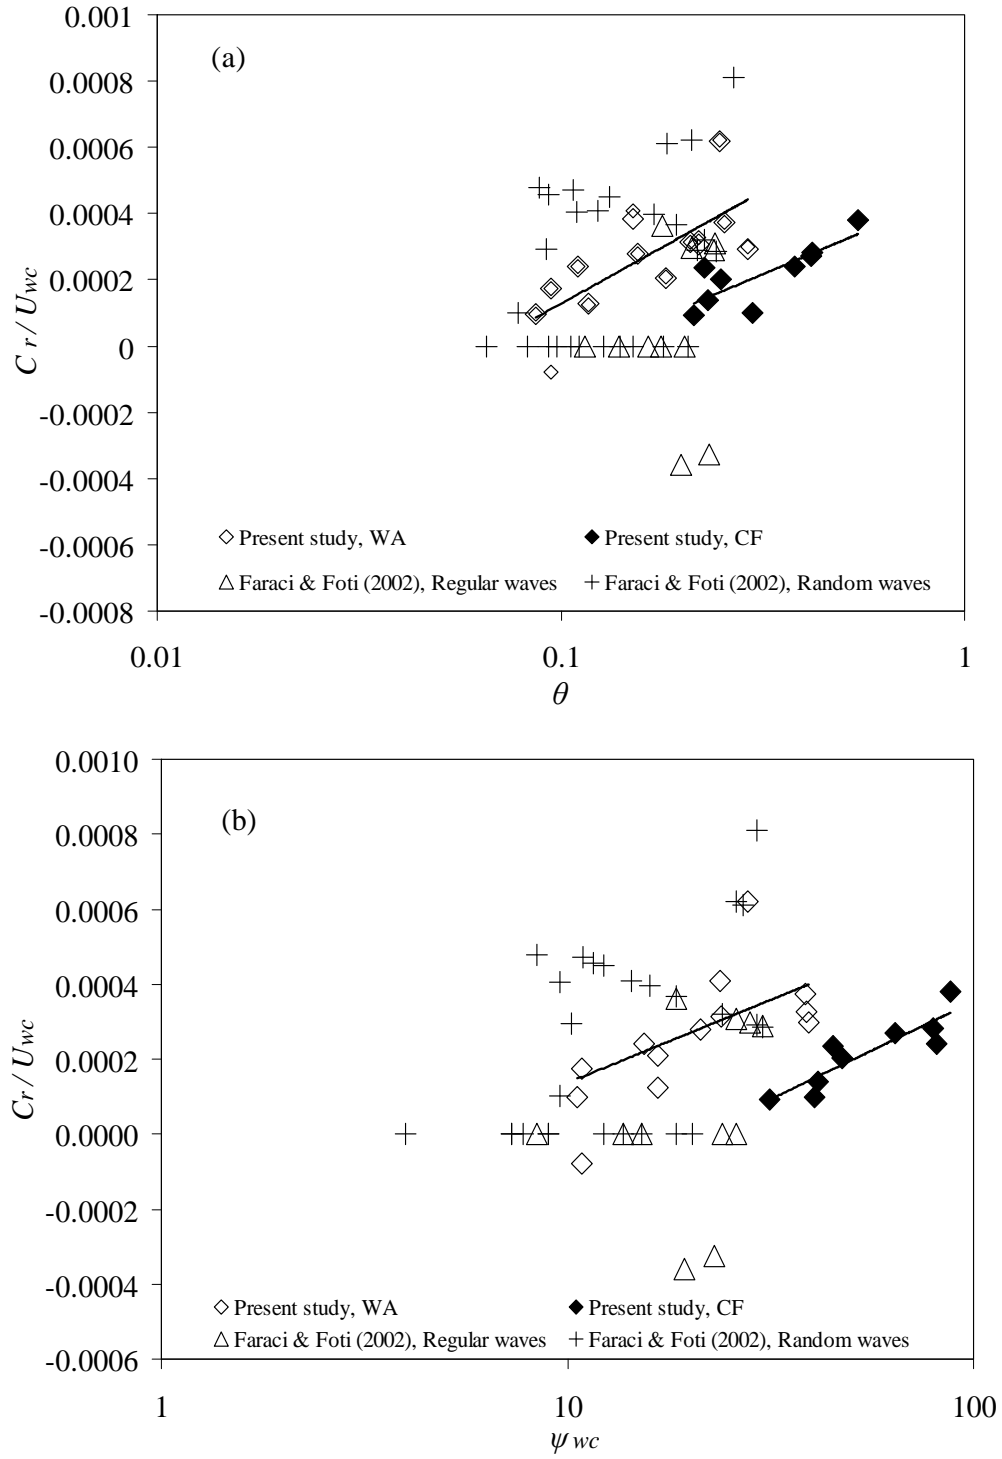 0.001
(a)
0.0008
0.0006
0.0004
0.0002
0
-0.0002
-0.0004
-0.0006
-0.0008
C r / U wc
Present study, WA
Present study, CF
Faraci & Foti (2002), Regular waves
Faraci & Foti (2002), Random waves
0.01 0.1 1
θ
0.0010
(b)
0.0008
0.0006
0.0004
0.0002
0.0000
-0.0002
-0.0004
-0.0006
Cr / Uwc
Present study, WA
Present study, CF
Faraci & Foti (2002), Regular waves
Faraci & Foti (2002), Random waves
1 10 100
ψ wc